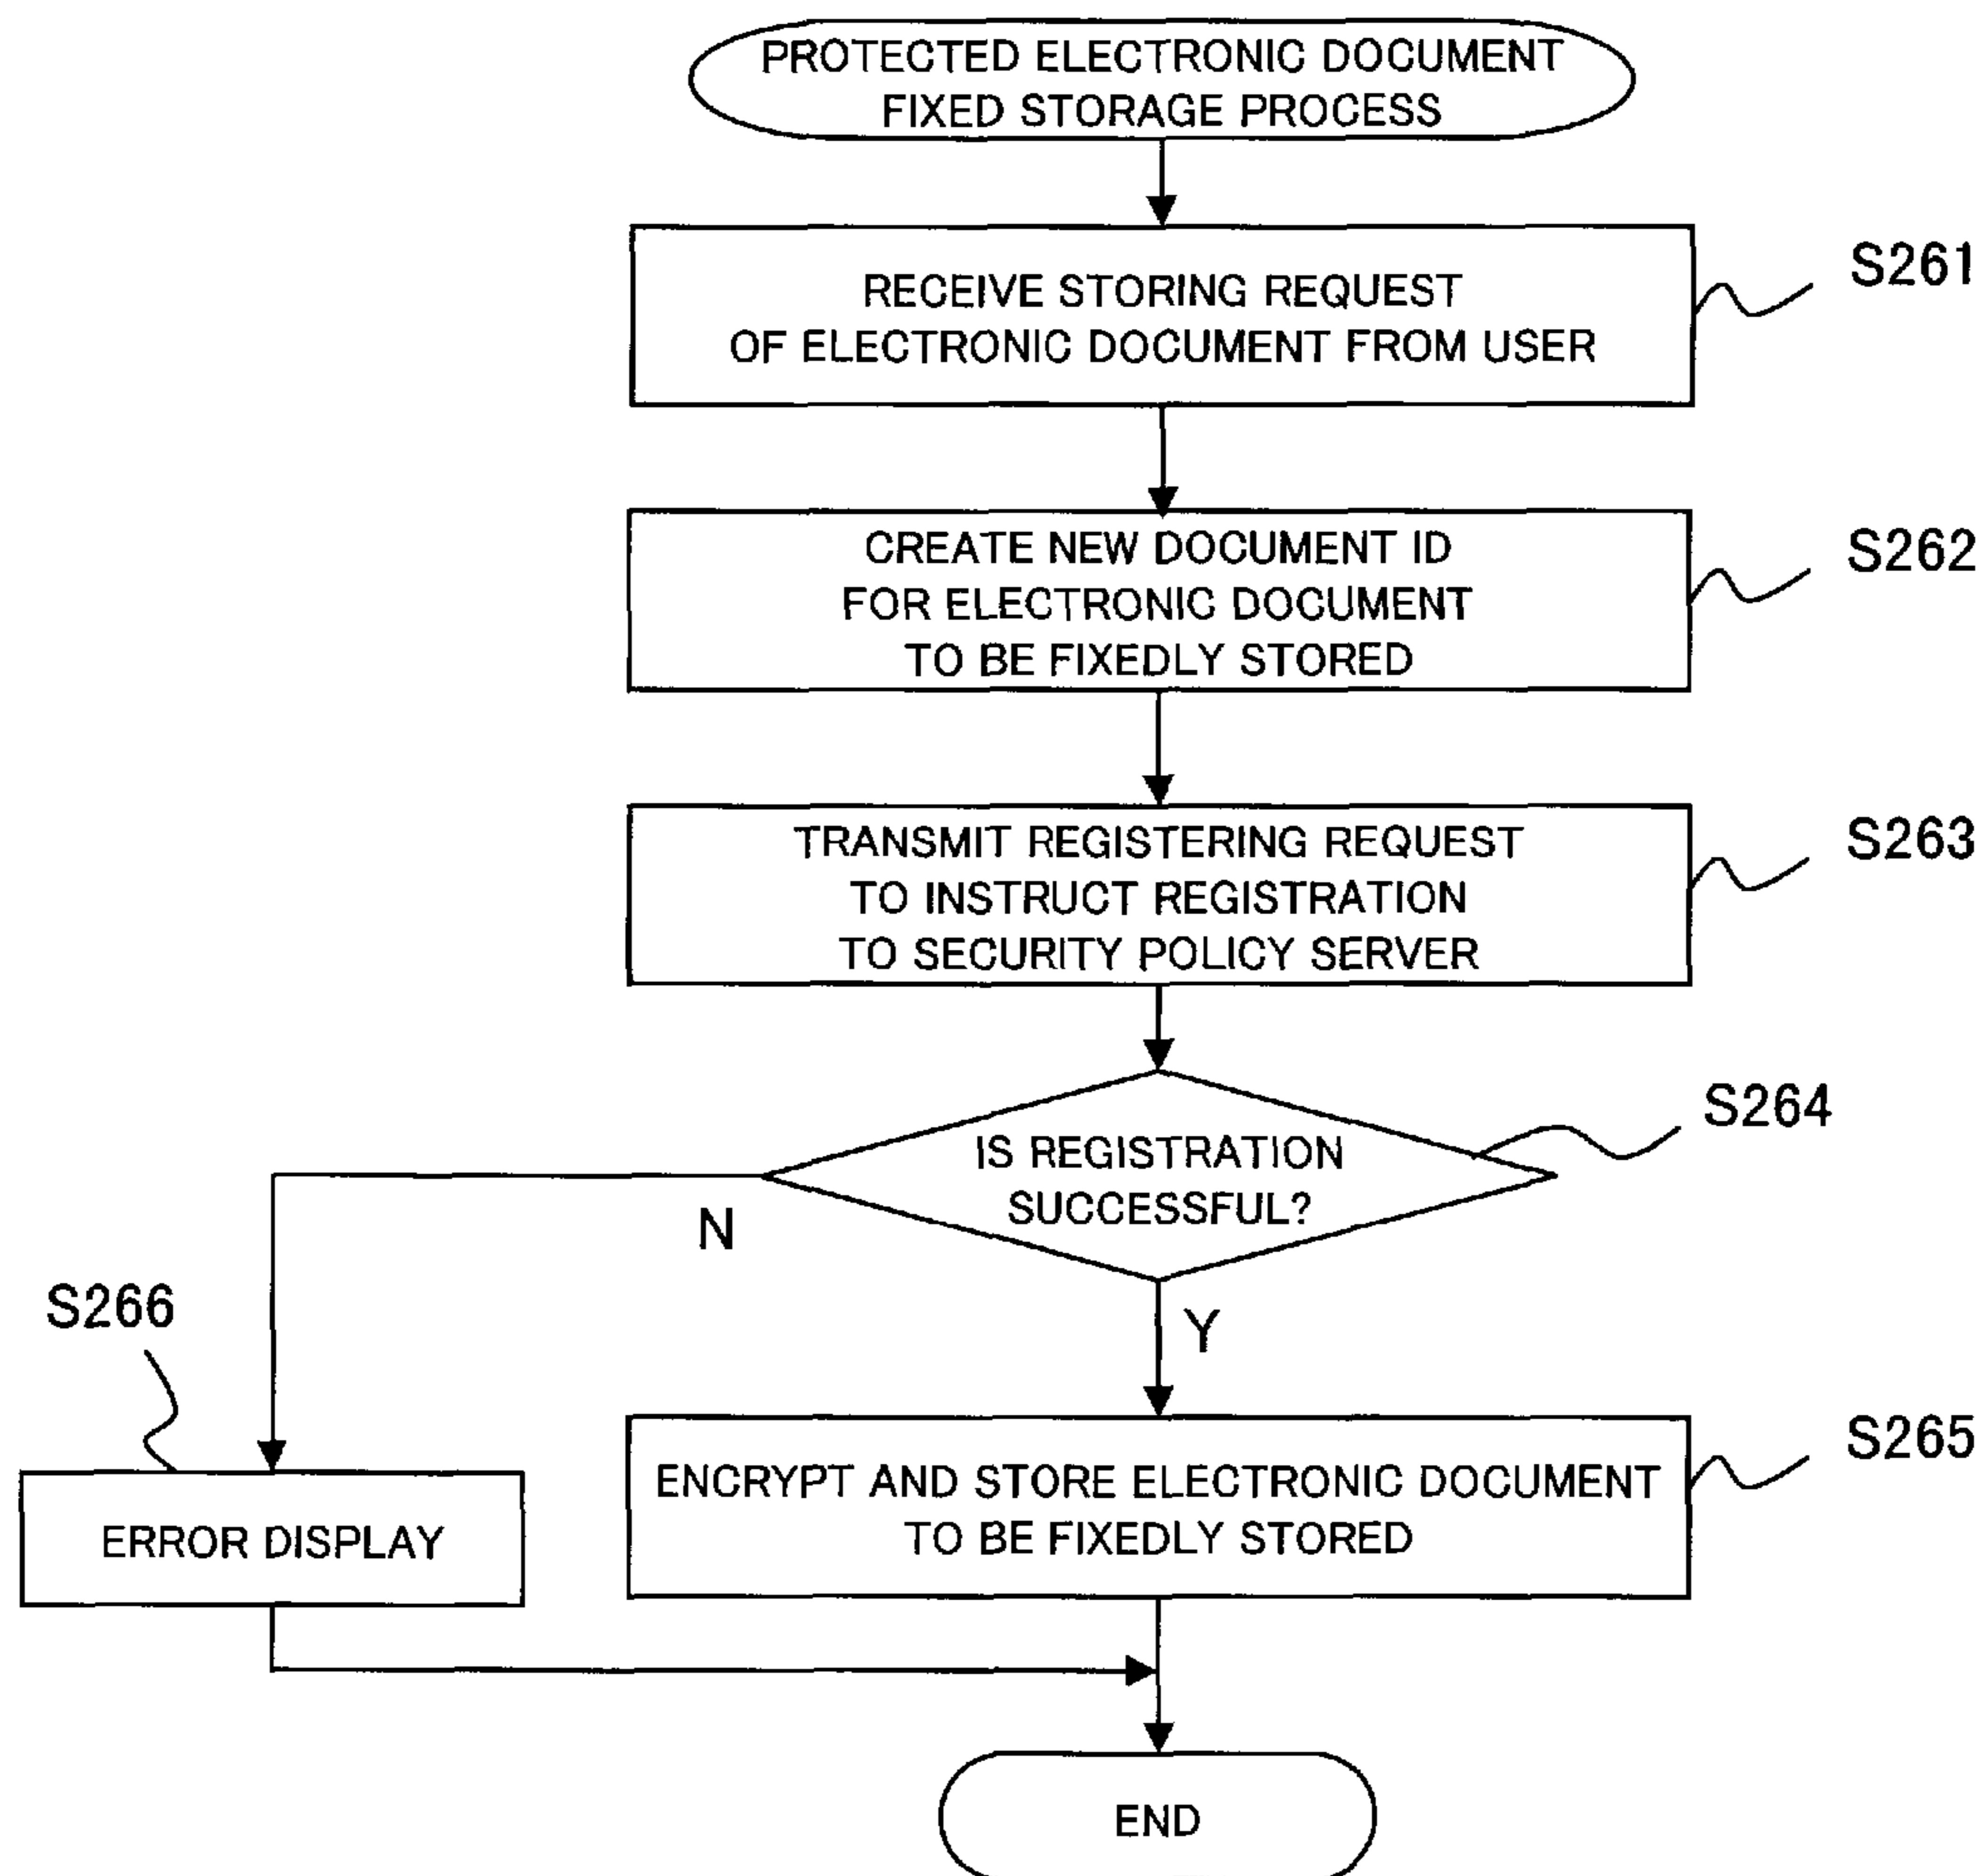 PROTECTED ELECTRONIC DOCUMENT
FIXED STORAGE PROCESS
RECEIVE STORING REQUEST
OF ELECTRONIC DOCUMENT FROM USER
S261
CREATE NEW DOCUMENT ID
FOR ELECTRONIC DOCUMENT
TO BE FIXEDLY STORED
S262
TRANSMIT REGISTERING REQUEST
TO INSTRUCT REGISTRATION
TO SECURITY POLICY SERVER
S263
IS REGISTRATION
SUCCESSFUL?
S264
N
Y
S266
ERROR DISPLAY
ENCRYPT AND STORE ELECTRONIC DOCUMENT
TO BE FIXEDLY STORED
S265
END